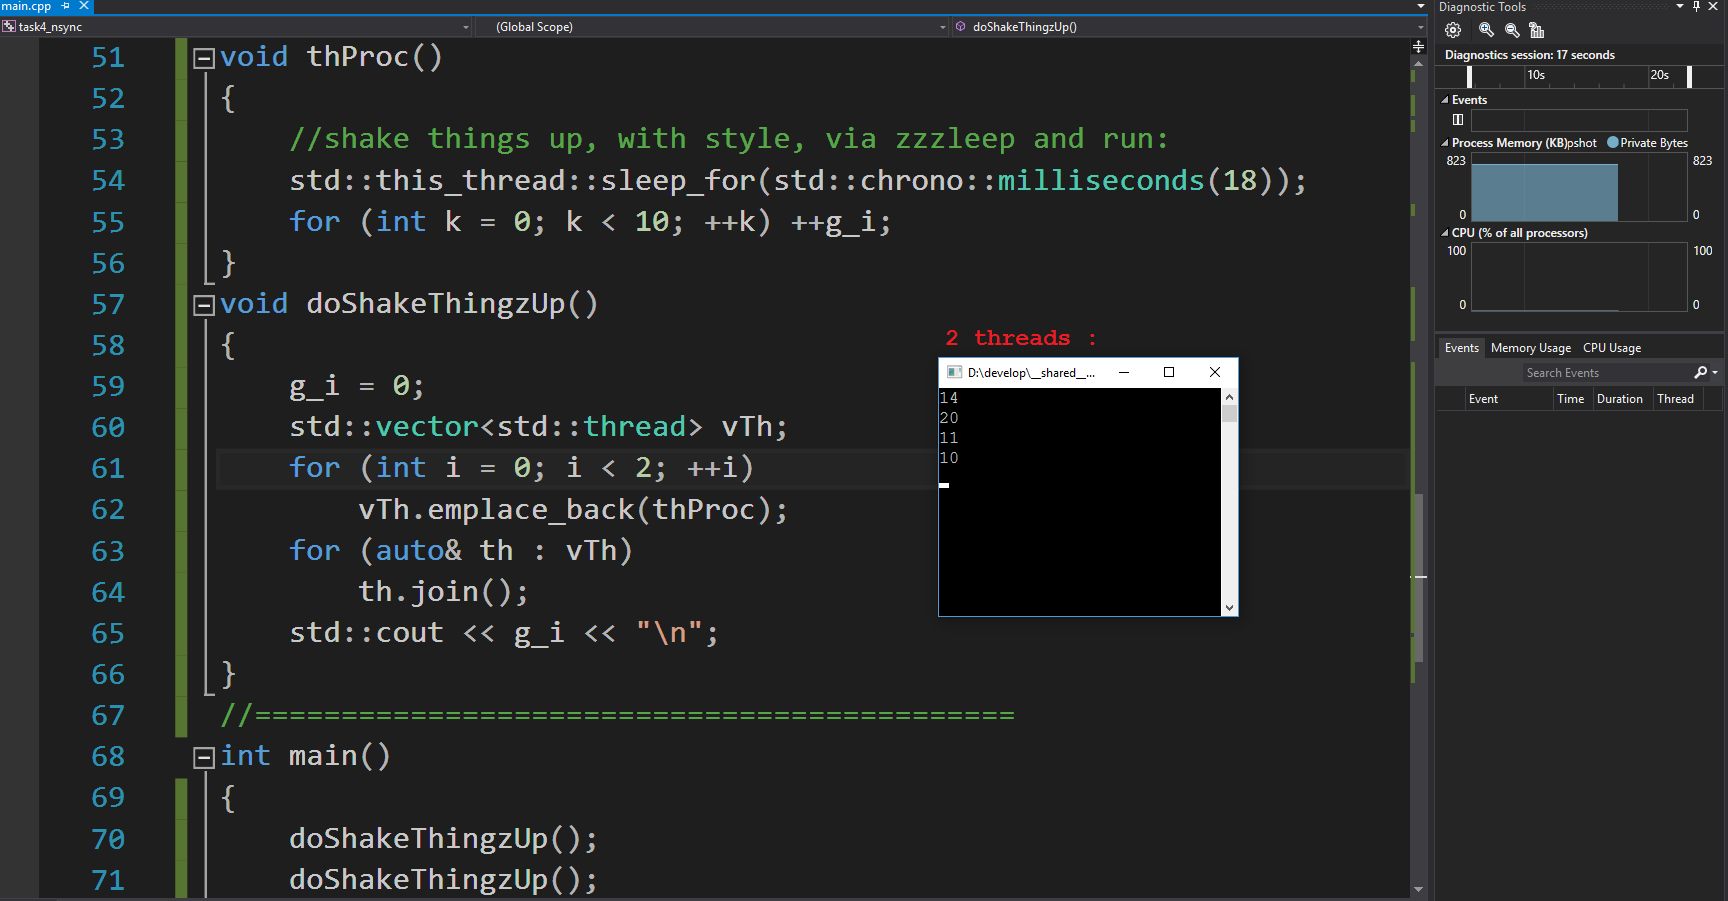 main.cpp
Diagnostic Tools
task4_nsync
(Global Scope)
doShakeThingzUp()
51 void thProc()
52 {
53 //shake things up, with style, via zzzleep and run:
54 std::this_thread::sleep_for(std::chrono::milliseconds(18));
55 for (int k = 0; k < 10; ++k) ++g_i;
56 }
57 void doShakeThingzUp()
58 {
59 g_i = 0;
60 std::vector<std::thread> vTh;
61 for (int i = 0; i < 2; ++i)
62 vTh.emplace_back(thProc);
63 for (auto& th : vTh)
64 th.join();
65 std::cout << g_i << "\n";
66 }
67 //============================================
68 int main()
69 {
70 doShakeThingzUp();
71 doShakeThingzUp();
2 threads :
D:\develop\__shared__...
14
20
11
10
Diagnostics session: 17 seconds
10s 20s
Events
Process Memory (KB)pshot Private Bytes
823 823
0 0
CPU (% of all processors)
100 100
0 0
Events Memory Usage CPU Usage
Search Events
Event Time Duration Thread